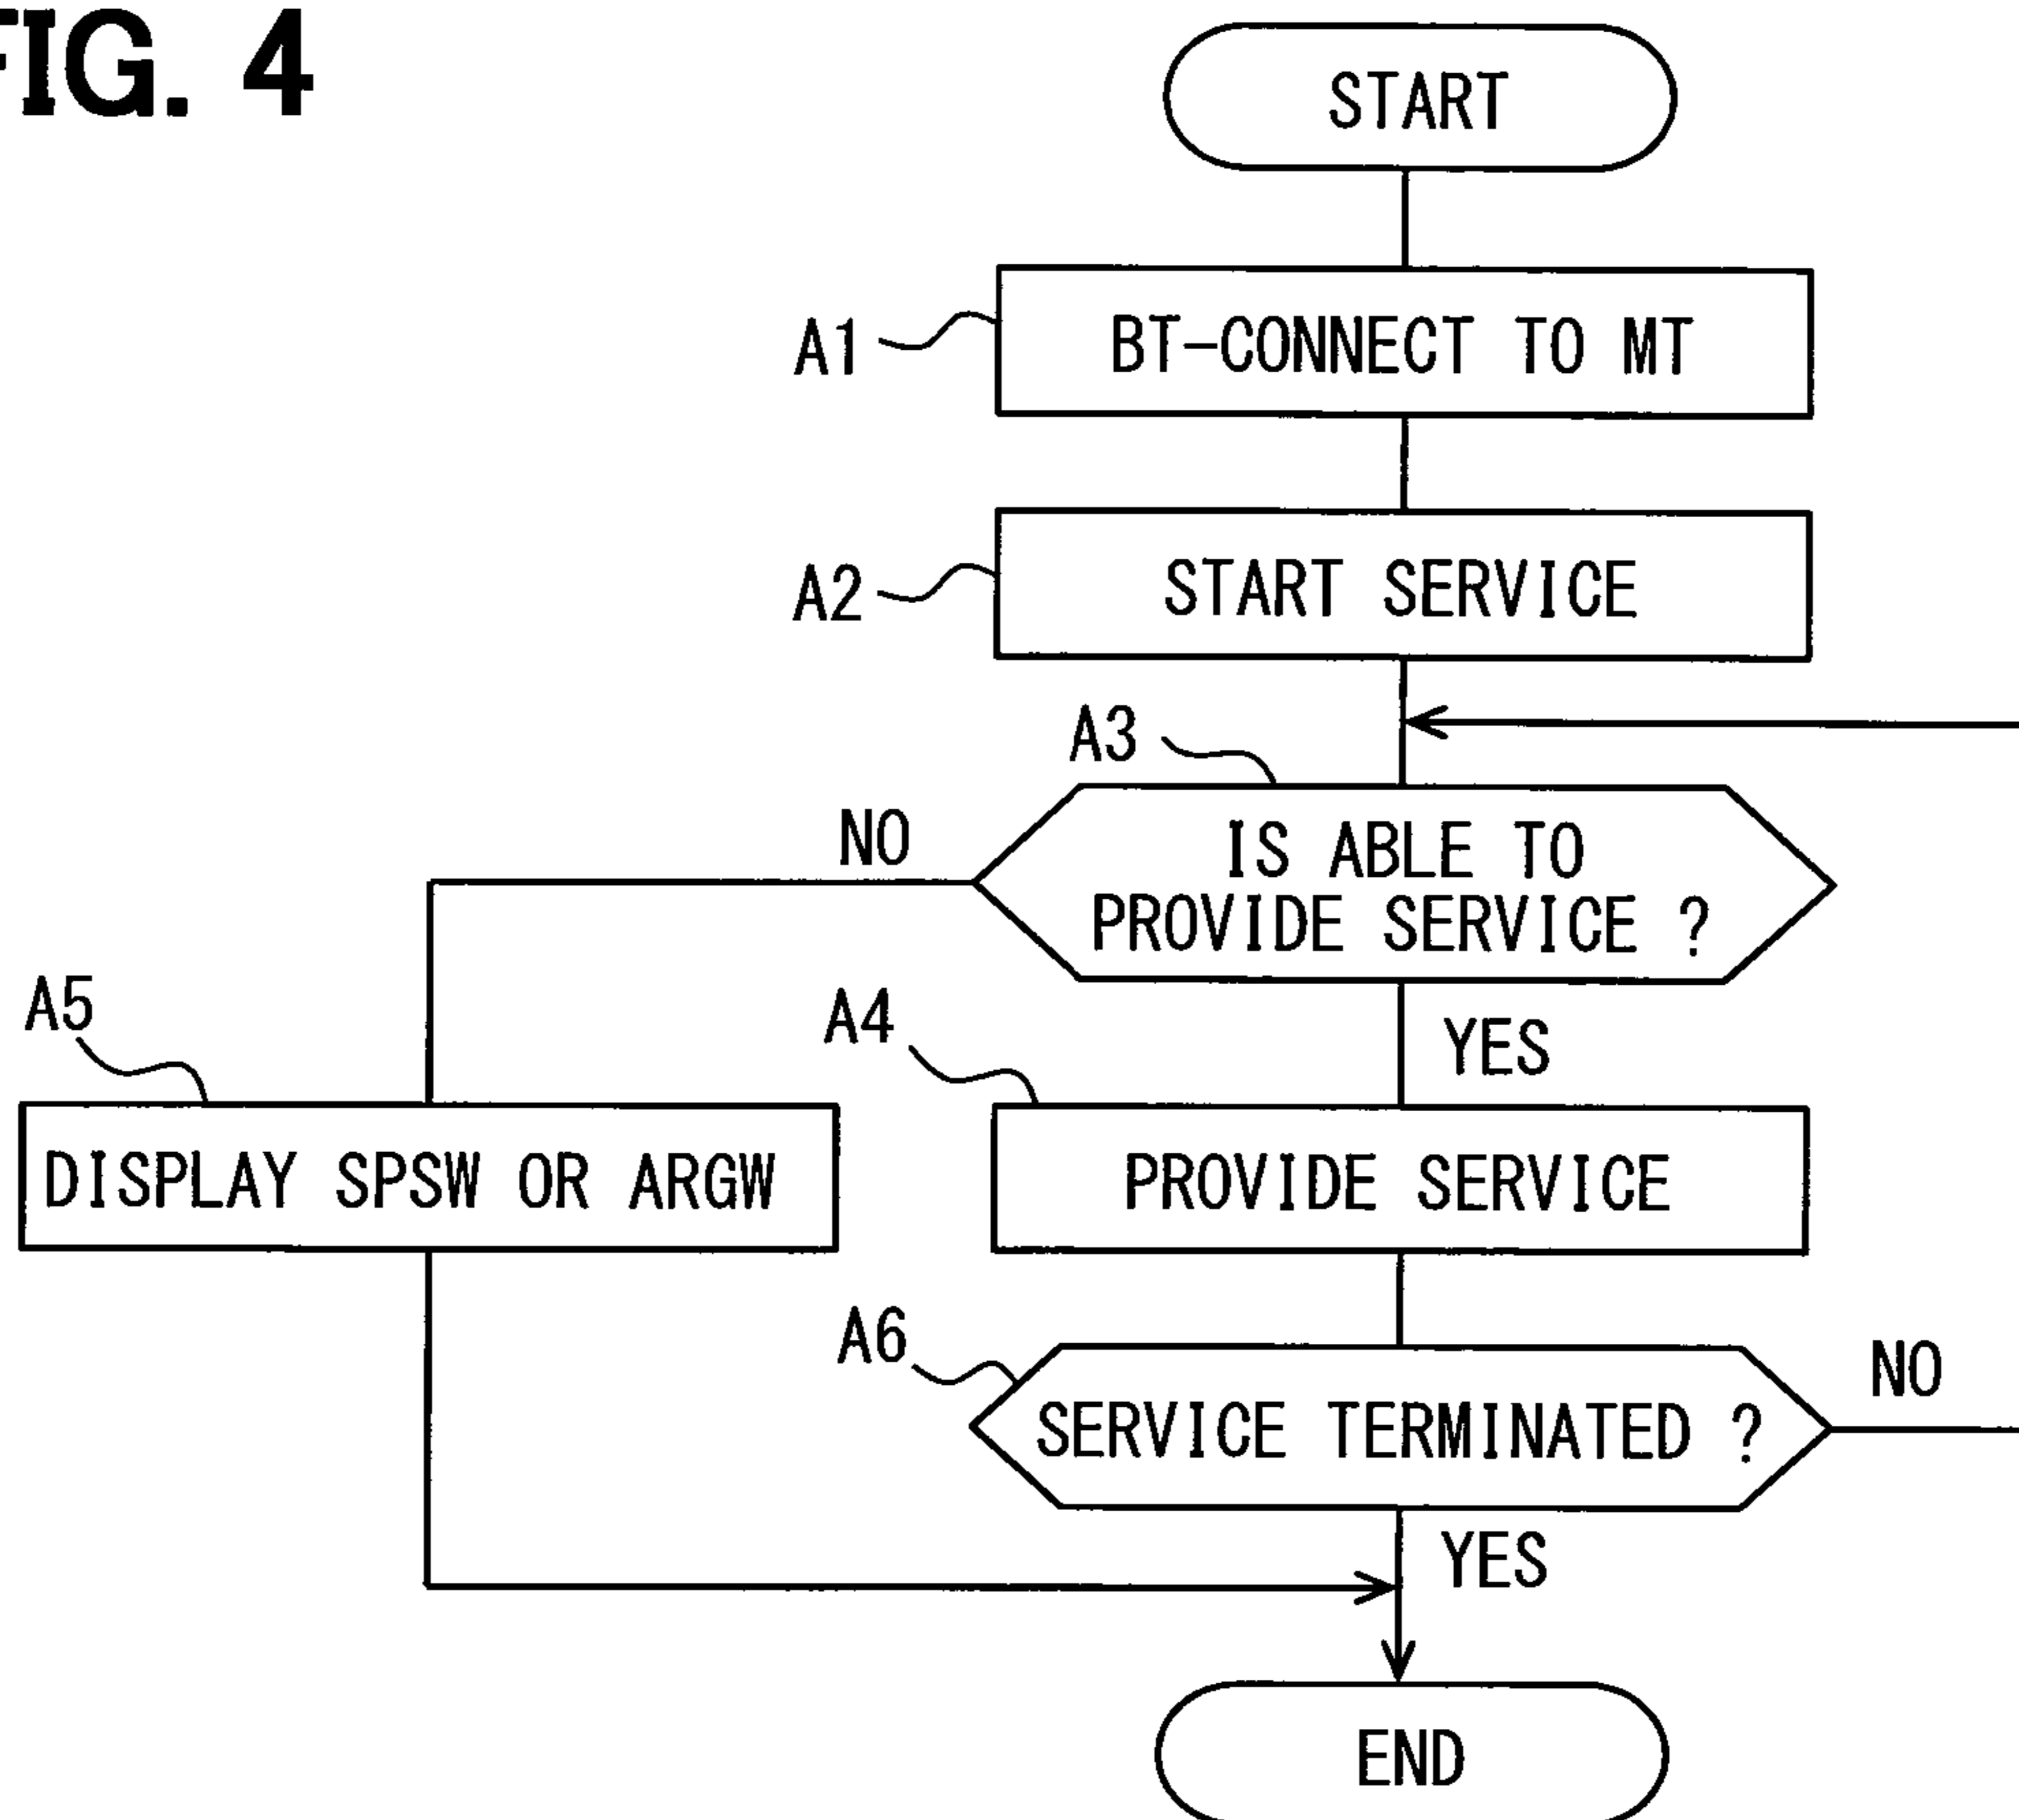 FIG. 4
START
A1
BT-CONNECT TO MT
A2
START SERVICE
A3
NO
IS ABLE TO
PROVIDE SERVICE ?
YES
A5
A4
DISPLAY SPSW OR ARGW
PROVIDE SERVICE
A6
NO
SERVICE TERMINATED ?
YES
END